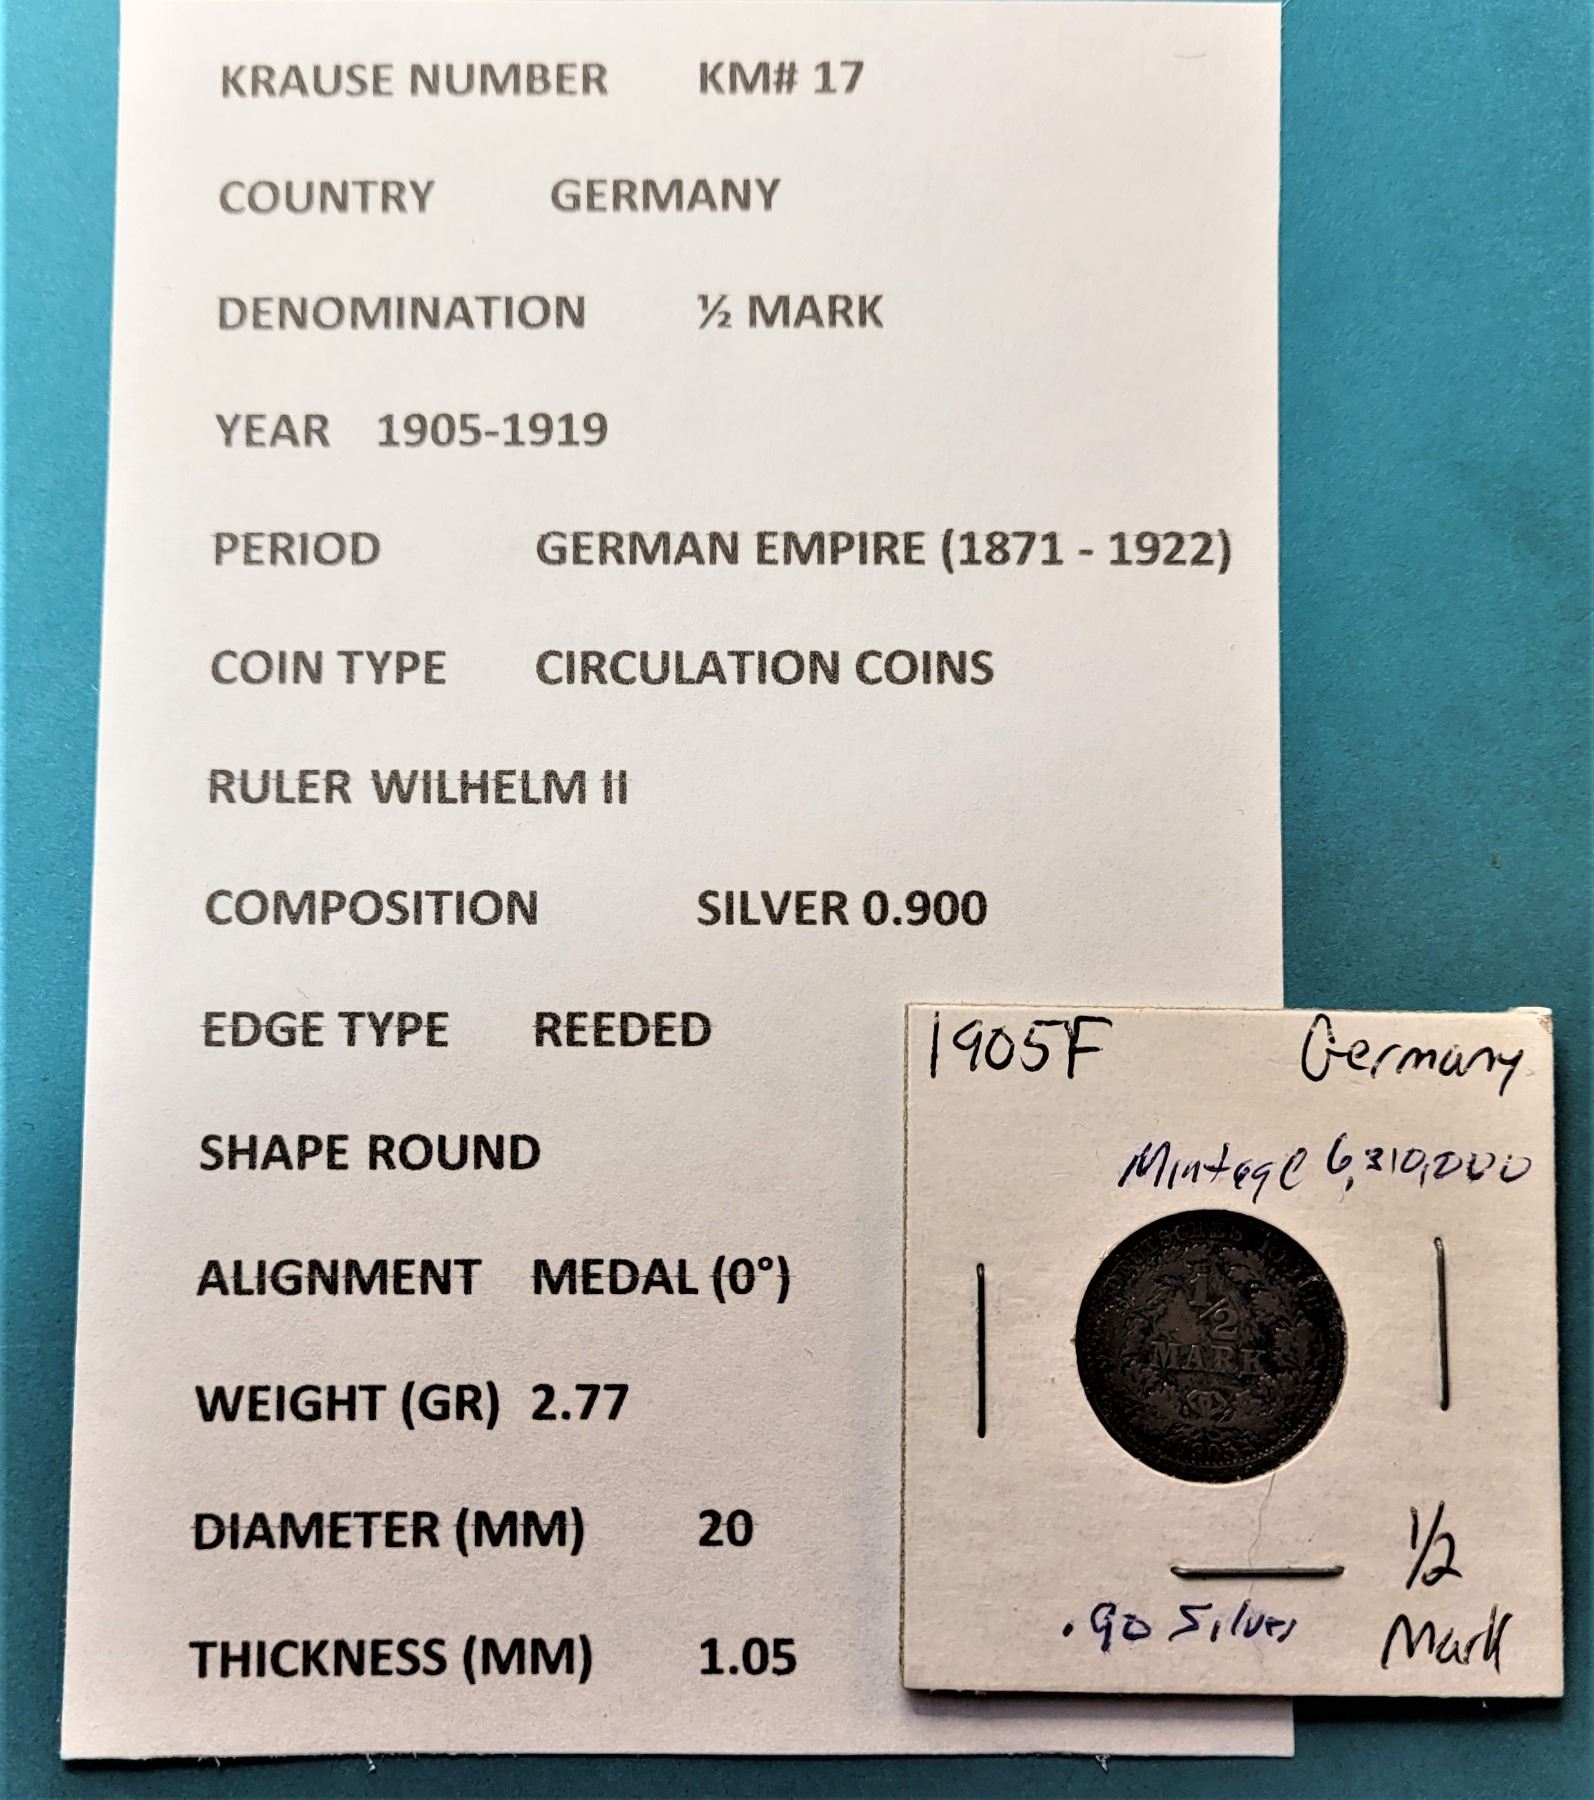 KRAUSE NUMBER KM# 17
COUNTRY GERMANY
DENOMINATION ½ MARK
YEAR 1905-1919
PERIOD GERMAN EMPIRE (1871 - 1922)
COIN TYPE CIRCULATION COINS
RULER WILHELM II
COMPOSITION SILVER 0.900
EDGE TYPE REEDED
SHAPE ROUND
ALIGNMENT MEDAL (0°)
WEIGHT (GR) 2.77
DIAMETER (MM) 20
THICKNESS (MM) 1.05
1905F Germany
Mintage 6,310,000
1/2
MARK
1905
1/2
.90 Silver Mark